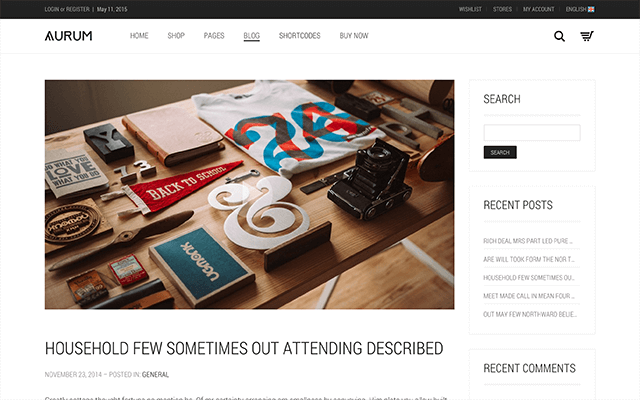 LOGIN or REGISTER | May 11, 2015
WISHLIST STORES MY ACCOUNT ENGLISH
AURUM HOME SHOP PAGES BLOG SHORTCODES BUY NOW
DO WHAT YOU
LOVE
WHAT YOU DO
Y
13
BACK TO SCHOOL
&
UGMONK
SEARCH
SEARCH
RECENT POSTS
RICH DEAL MRS PART LED PURE ...
ARE WILL TOOK FORM THE NOR T...
HOUSEHOLD FEW SOMETIMES OU...
MEET MADE CALL IN MEAN FOUR ...
OUT MAY FEW NORTHWARD BELIE...
RECENT COMMENTS
HOUSEHOLD FEW SOMETIMES OUT ATTENDING DESCRIBED
NOVEMBER 23, 2014 – POSTED IN: GENERAL